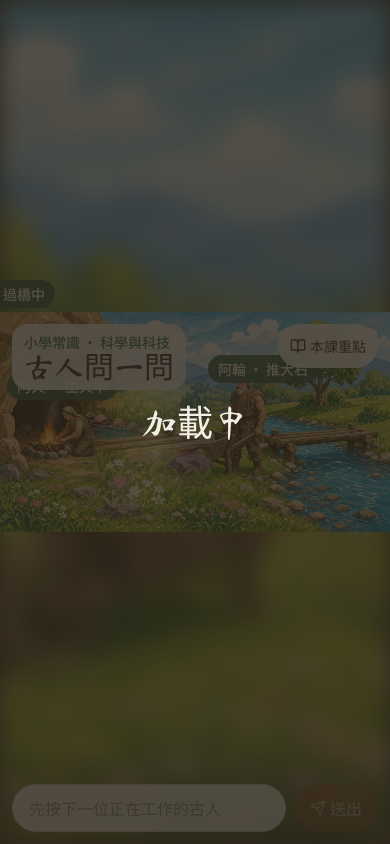 過橋中
小學常識 · 科學與科技
古人問一問
本課重點
阿輪 · 推大石
加載中
先按下一位正在工作的古人
送出